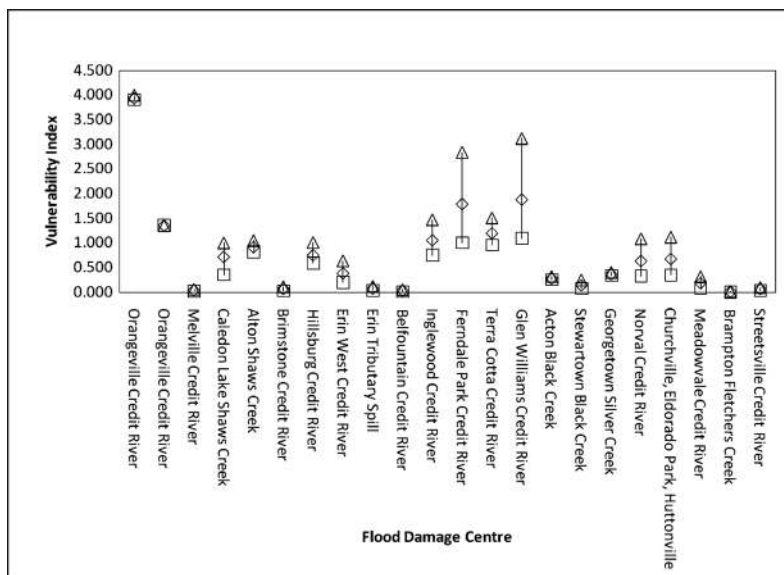 Vulnerability Index
4.500
4.000
3.500
3.000
2.500
2.000
1.500
1.000
0.500
0.000
Orangeville Credit River
Orangeville Credit River
Melville Credit River
Caledon Lake Shaws Creek
Alton Shaws Creek
Brimstone Credit River
Hillsburg Credit River
Erin West Credit River
Erin Tributary Spill
Belfountain Credit River
Inglewood Credit River
Ferndale Park Credit River
Terra Cotta Credit River
Glen Williams Credit River
Acton Black Creek
Stewartown Black Creek
Georgetown Silver Creek
Norval Credit River
Churchville, Eldorado Park, Huttonville
Meadowvale Credit River
Brampton Fletchers Creek
Streetsville Credit River
Flood Damage Centre